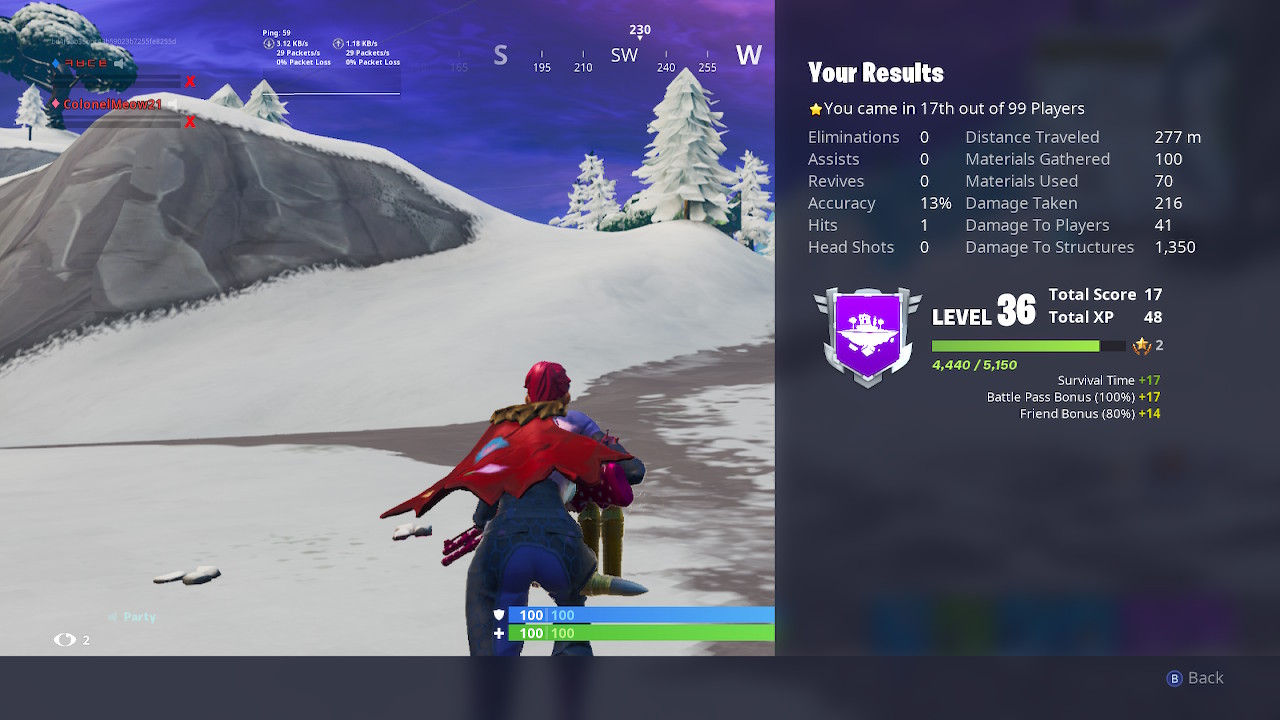 Ping: 59
3.12 KB/s 1.18 KB/s
29 Packets/s 29 Packets/s
0% Packet Loss 0% Packet Loss
230
165 S 195 210 SW 240 255 W
ㅋㅂㄷㅌ
X
ColonelMeow21
X
Party
2
100 100
100 100
Your Results
You came in 17th out of 99 Players
Eliminations 0 Distance Traveled 277 m
Assists 0 Materials Gathered 100
Revives 0 Materials Used 70
Accuracy 13% Damage Taken 216
Hits 1 Damage To Players 41
Head Shots 0 Damage To Structures 1,350
LEVEL 36
Total Score 17
Total XP 48
2
4,440 / 5,150
Survival Time +17
Battle Pass Bonus (100%) +17
Friend Bonus (80%) +14
B Back